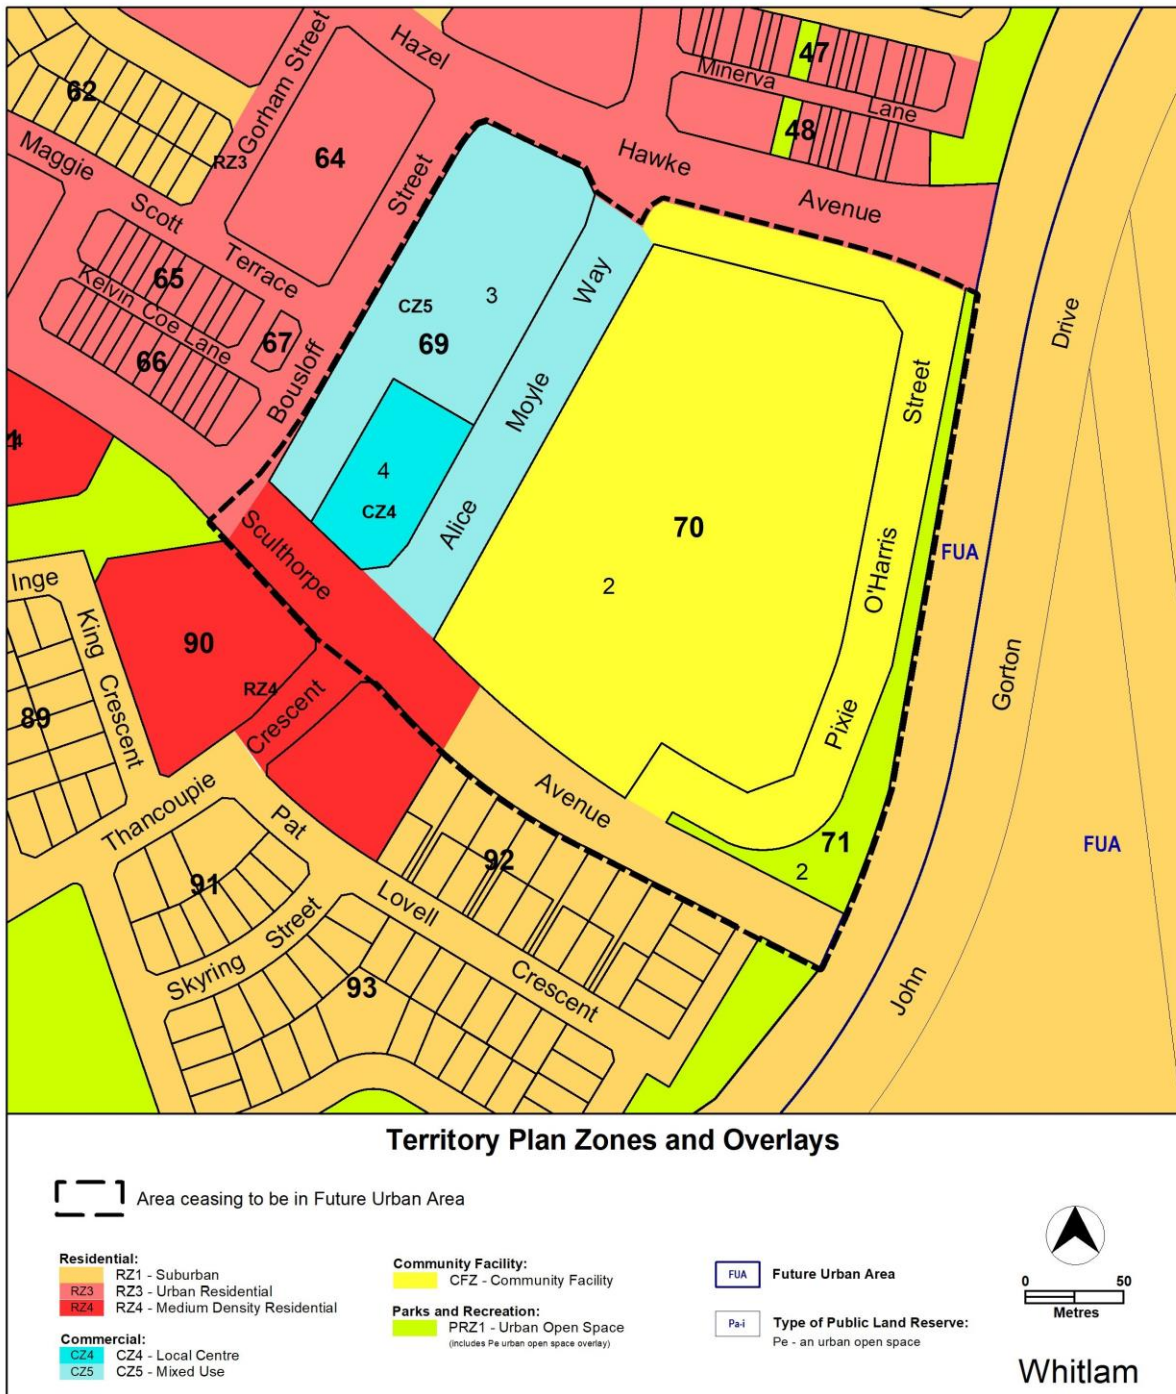 Hazel
47
Minerva
Lane
62
Gorham Street
48
RZ3
64
Hawke
Avenue
Maggie
Scott
Terrace
Street
65
Kelvin Coe Lane
67
66
Bousloff
CZ5
3
69
Way
Moyle
Alice
4
CZ4
Drive
Street
70
2
O'Harris
Pixie
FUA
Gorton
John
Sculthorpe
Avenue
Inge
King
Crescent
90
RZ4
Crescent
89
Thancoupie
Pat
Lovell
Crescent
91
92
71
2
FUA
Skyring
Street
93
Territory Plan Zones and Overlays
Area ceasing to be in Future Urban Area
Residential:
RZ1 - Suburban
RZ3 RZ3 - Urban Residential
RZ4 RZ4 - Medium Density Residential
Commercial:
CZ4 CZ4 - Local Centre
CZ5 CZ5 - Mixed Use
Community Facility:
CFZ - Community Facility
Parks and Recreation:
PRZ1 - Urban Open Space
(includes Pe urban open space overlay)
FUA Future Urban Area
Pa-i Type of Public Land Reserve:
Pe - an urban open space
0 50
Metres
Whitlam